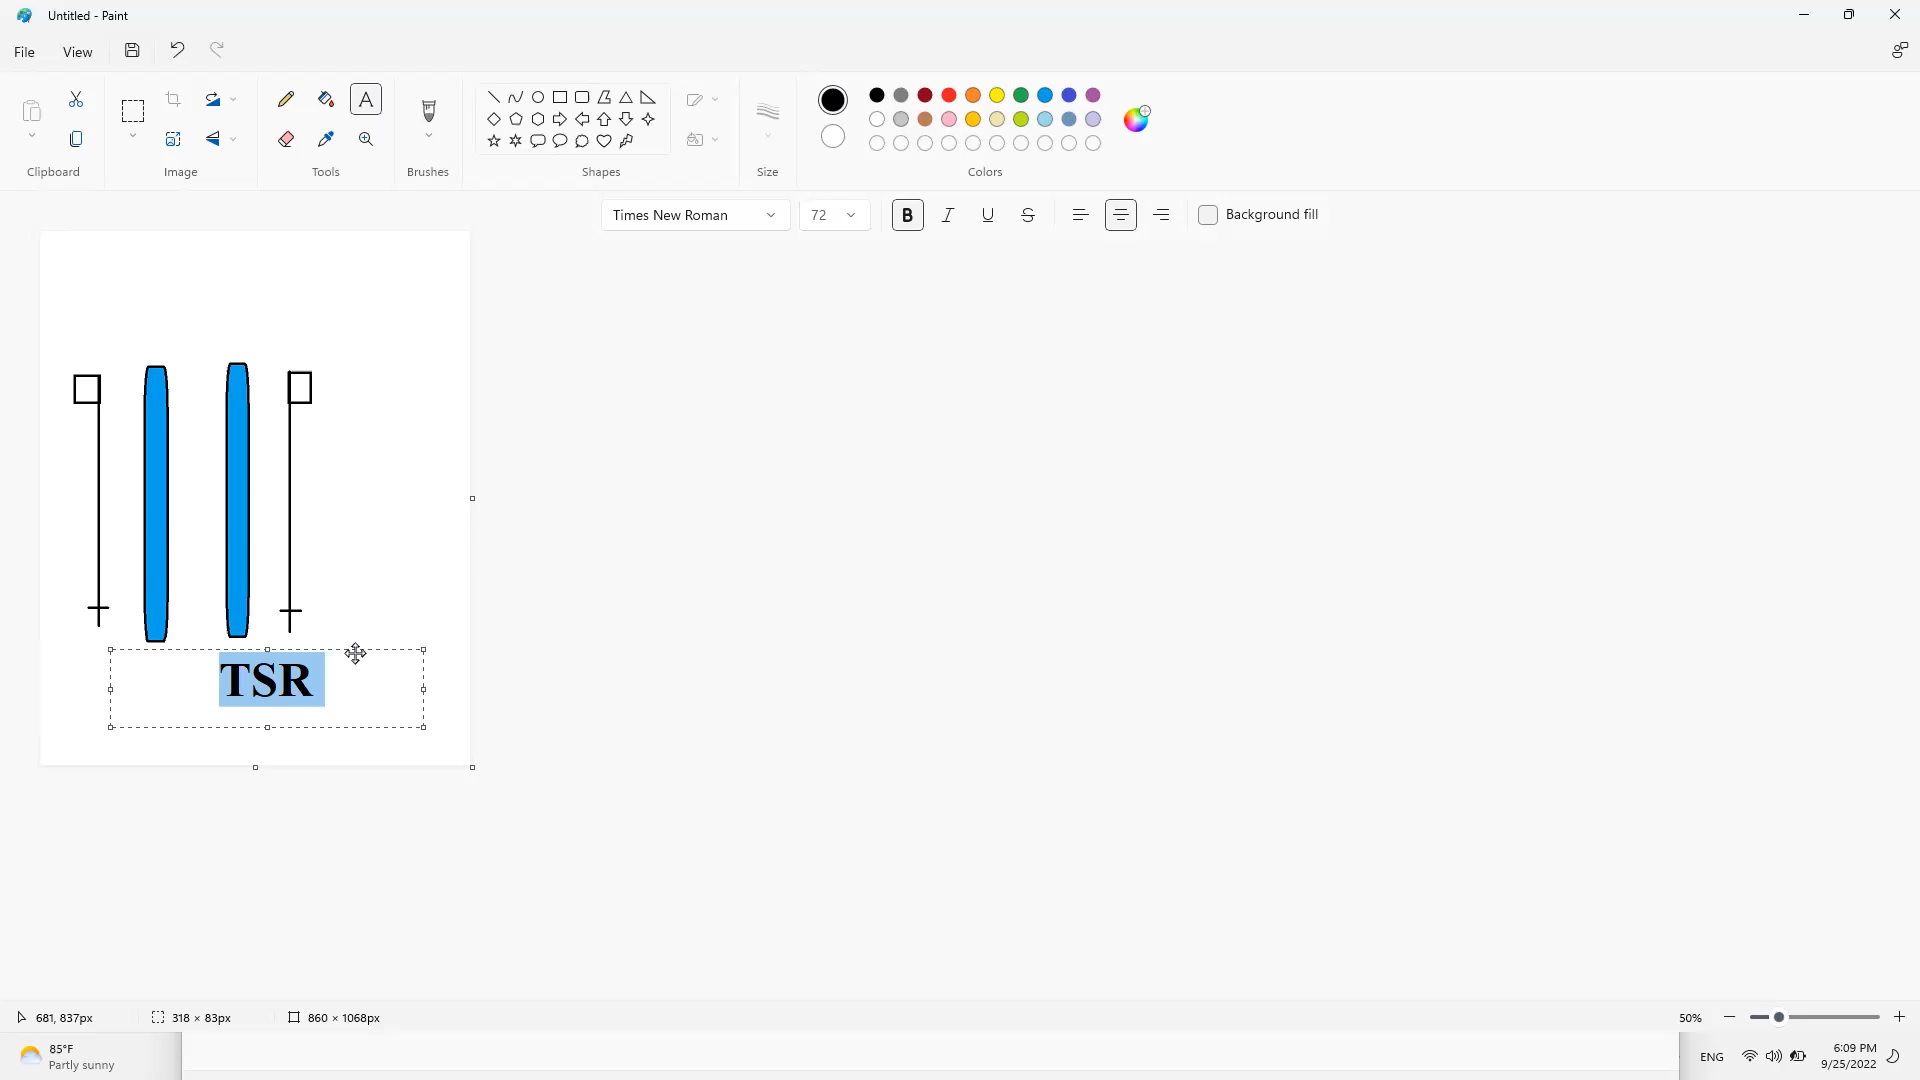 Untitled - Paint
File
View
Clipboard
Image
Tools
Brushes
Shapes
Size
Colors
Times New Roman
72
B
I
U
S
Background fill
TSR
681, 837px
318 × 83px
860 × 1068px
50%
85°F
Partly sunny
ENG
6:09 PM
9/25/2022